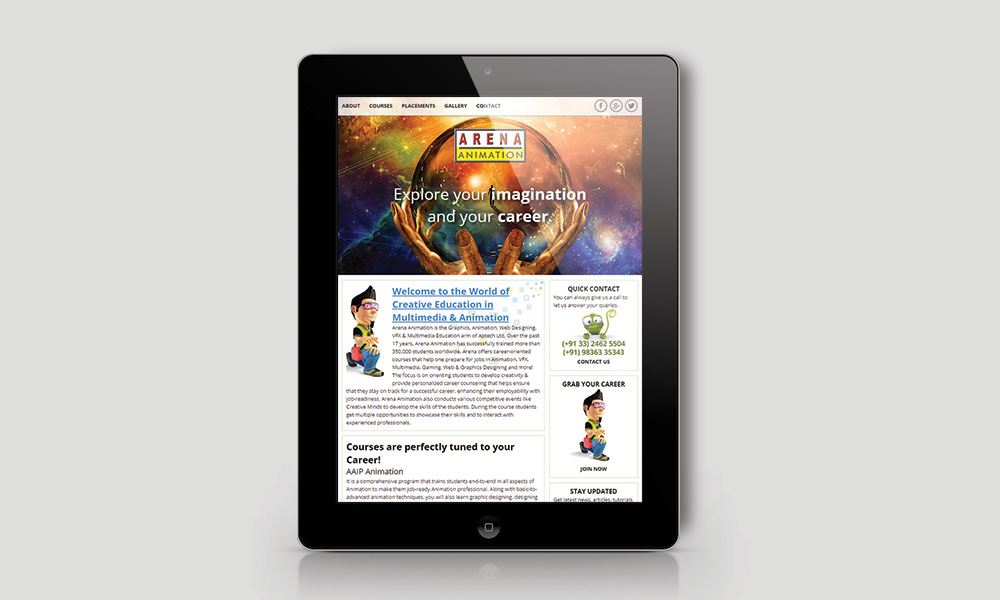 ABOUT COURSES PLACEMENTS GALLERY CONTACT
ARENA
ANIMATION
Explore your imagination
and your career.
Welcome to the World of
Creative Education in
Multimedia & Animation
Arena Animation is the Graphics, Animation, Web Designing,
VFX & Multimedia Education arm of Aptech Ltd. Over the past
17 years, Arena Animation has successfully trained more than
350,000 students worldwide. Arena offers career-oriented
courses that help one prepare for jobs in Animation, VFX,
Multimedia, Gaming, Web & Graphics Designing and more!
The focus is on orienting students to develop creativity &
provide personalized career counseling that helps ensure
that they stay on track for a successful career, enhancing their employability with
job-readiness. Arena Animation also conducts various competitive events like
Creative Minds to develop the skills of the students. During the course students
get multiple opportunities to showcase their skills and to interact with
experienced professionals.
Courses are perfectly tuned to your
Career!
AAIP Animation
It is a comprehensive program that trains students end-to-end in all aspects of
Animation to make them job-ready Animation professional. Along with basic-to-
advanced animation techniques, you will also learn graphic designing, designing
QUICK CONTACT
You can always give us a call to
let us answer your queries.
(+91 33) 2462 5504
(+91) 98363 35343
CONTACT US
GRAB YOUR CAREER
JOIN NOW
STAY UPDATED
Get latest news, articles, tutorials